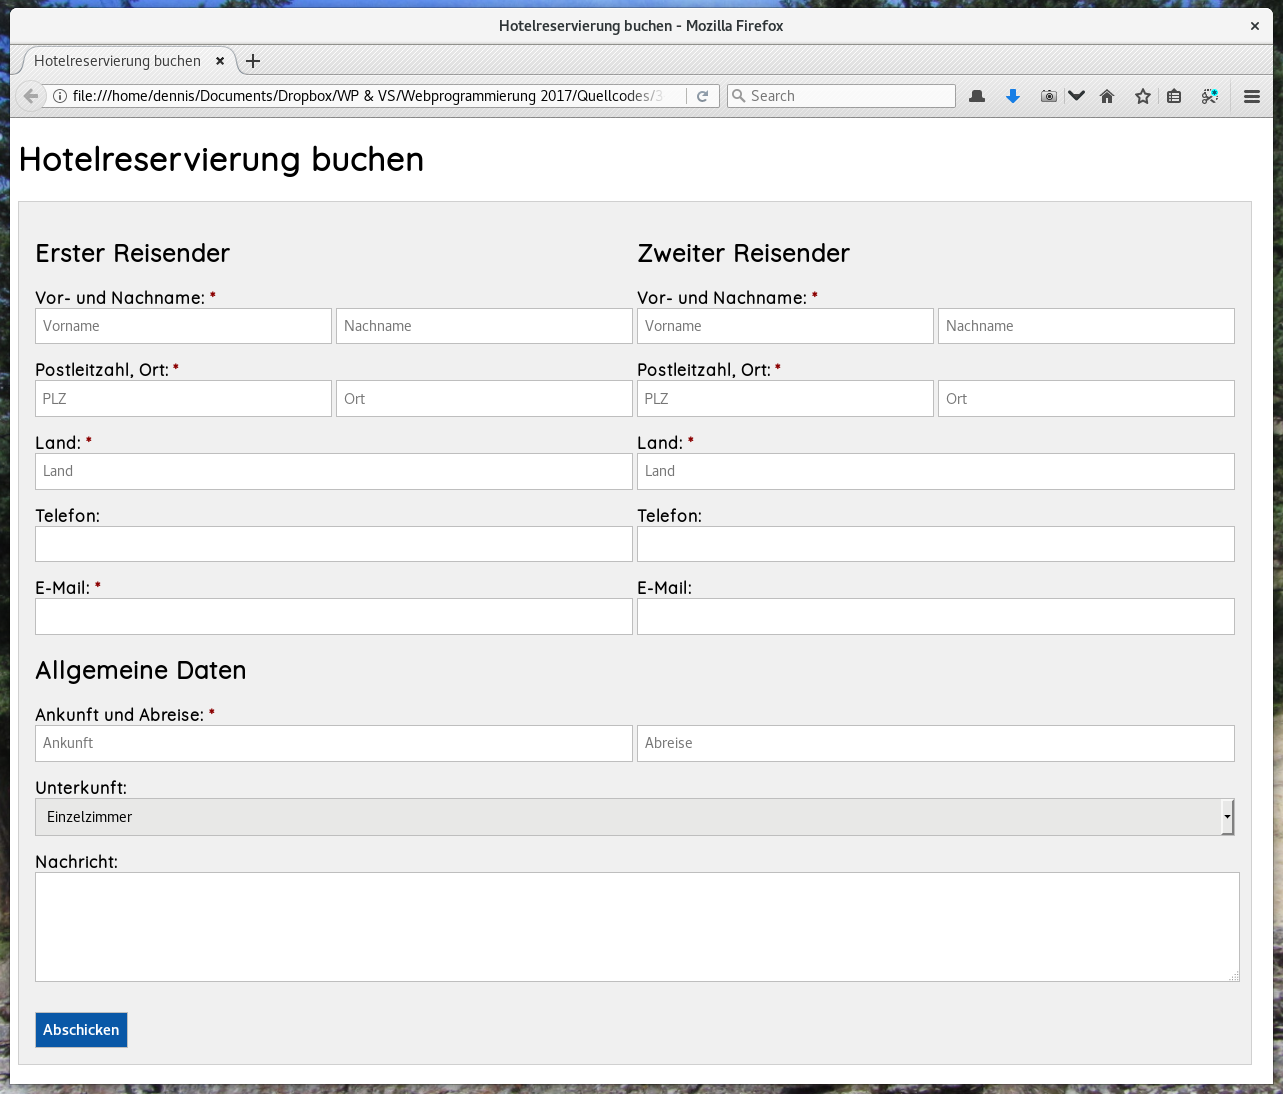 Hotelreservierung buchen - Mozilla Firefox
Hotelreservierung buchen
file:///home/dennis/Documents/Dropbox/WP & VS/Webprogrammierung 2017/Quellcodes/3
Search
Hotelreservierung buchen
Erster Reisender
Vor- und Nachname: *
Vorname Nachname
Postleitzahl, Ort: *
PLZ Ort
Land: *
Land
Telefon:
E-Mail: *
Zweiter Reisender
Vor- und Nachname: *
Vorname Nachname
Postleitzahl, Ort: *
PLZ Ort
Land: *
Land
Telefon:
E-Mail:
Allgemeine Daten
Ankunft und Abreise: *
Ankunft Abreise
Unterkunft:
Einzelzimmer
Nachricht:
Abschicken